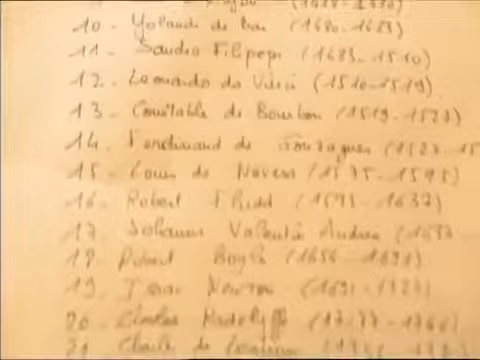 10 - Yolande de Bar (1480 - 1483)
11 - Sandro Filipepi (1483 - 1510)
12 - Leonardo da Vinci (1510 - 1519)
13 - Connétable de Bourbon (1519 - 1527)
14 - Ferdinand de Gonzague (1527 - 15
15 - Louis de Nevers (1575 - 1595)
16 - Robert Fludd (1595 - 1637)
17 - Johann Valentin Andrea (1637
18 - Robert Boyle (1654 - 1691)
19 - Isaac Newton (1691 - 1727)
20 - Charles Radclyffe (1727 - 1746)
21 Charles de Lorraine